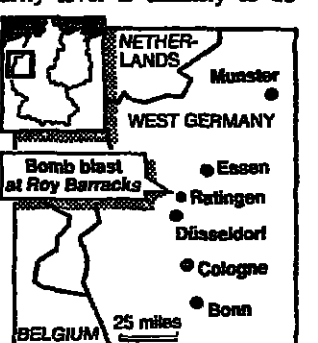 NETHER-
LANDS
Munster
WEST GERMANY
Bomb blast
at Roy Barracks
Essen
Ratingen
Düsseldorf
Cologne
Bonn
BELGIUM
25 miles